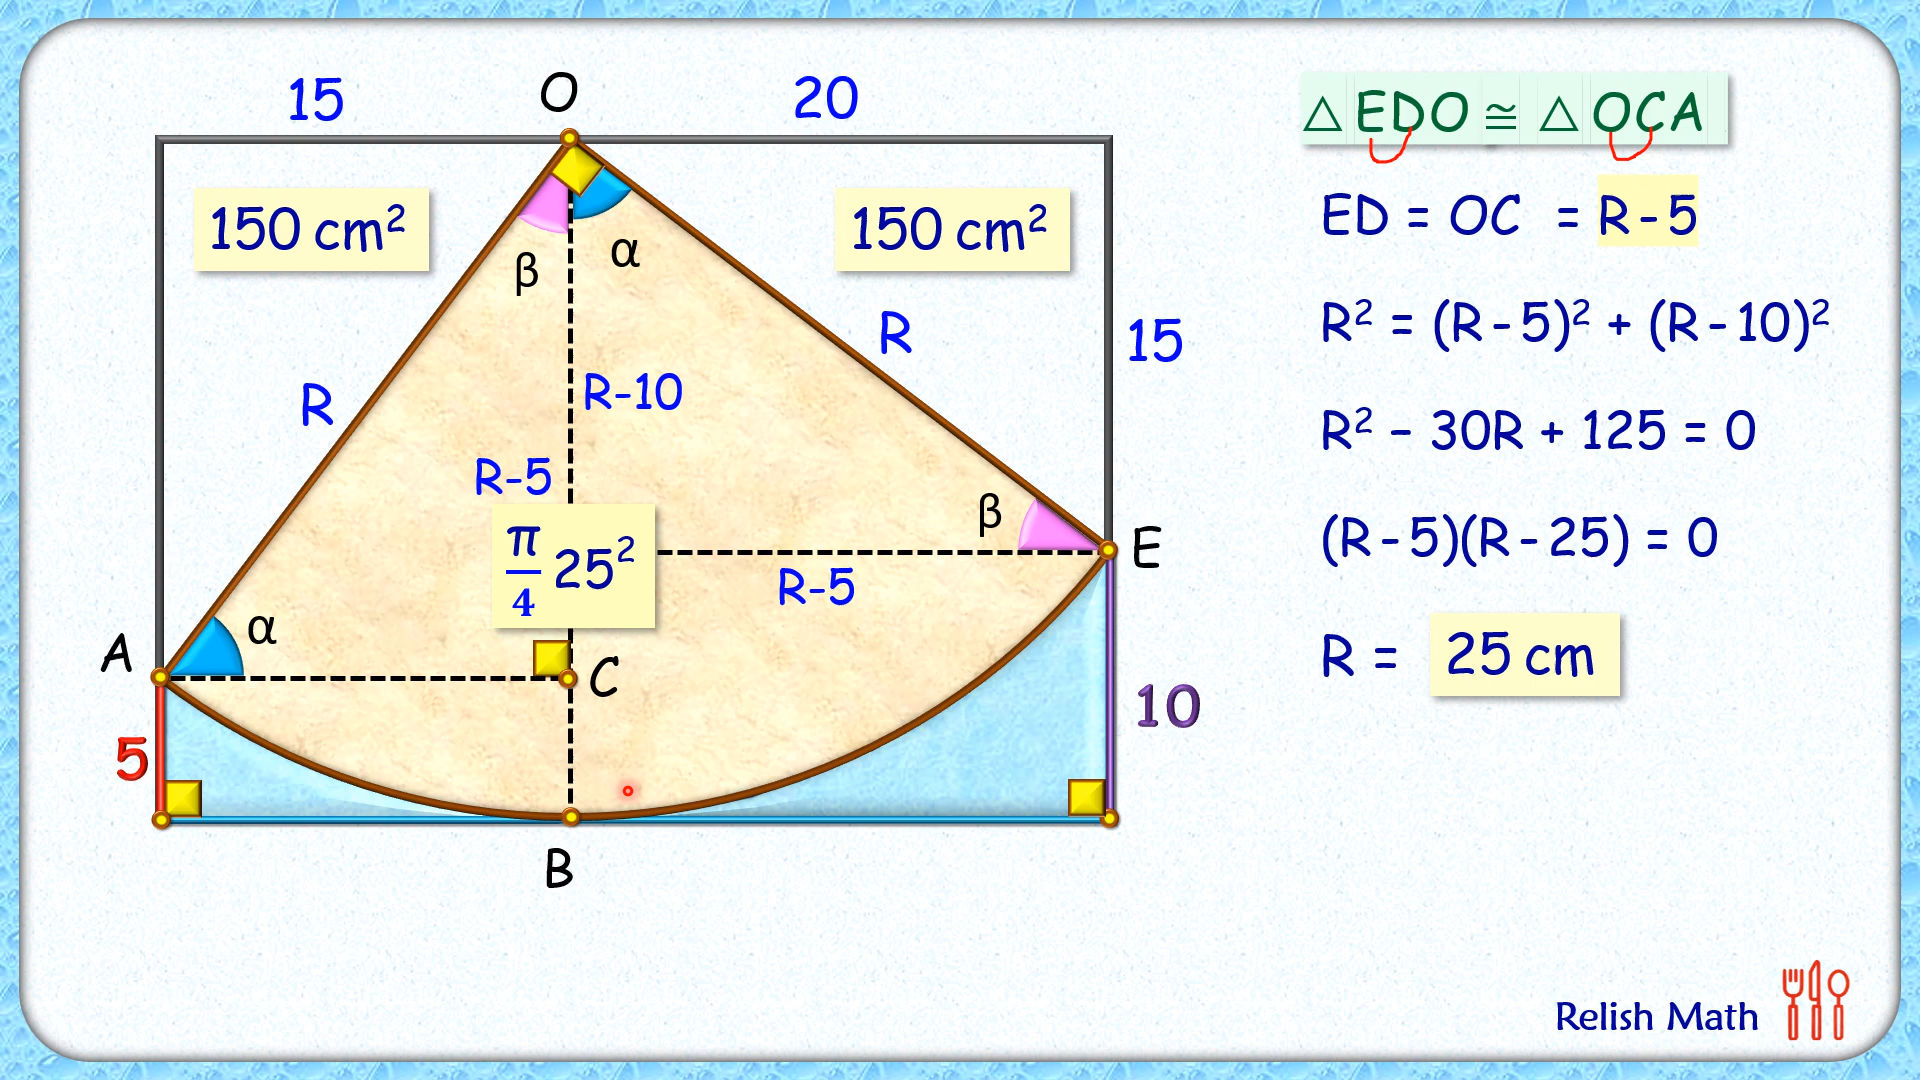 15
O
20
150 cm²
150 cm²
β
α
R
R
15
R-10
R-5
β
E
π/4 25²
R-5
A
α
C
5
10
B
△ EDO ≅ △ OCA
ED = OC = R - 5
R² = (R - 5)² + (R - 10)²
R² - 30R + 125 = 0
(R - 5)(R - 25) = 0
R = 25 cm
Relish Math